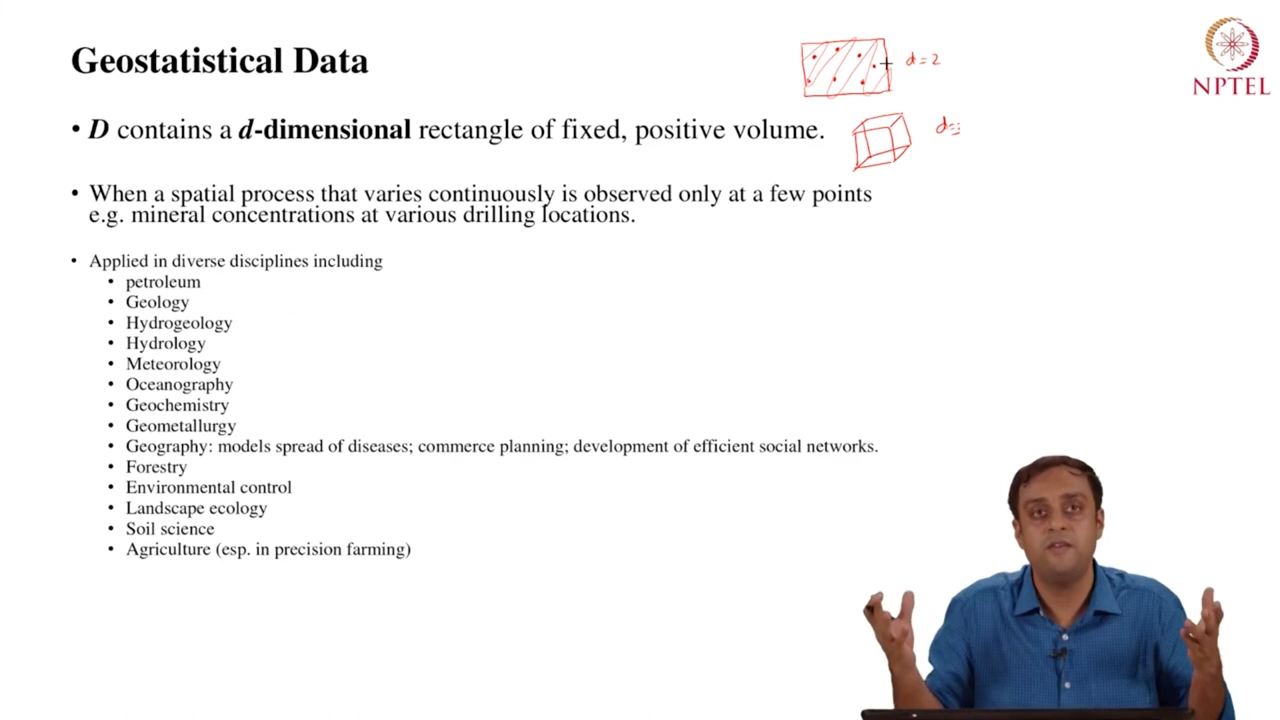 Geostatistical Data
d=2
NPTEL
• D contains a d-dimensional rectangle of fixed, positive volume.
d=
• When a spatial process that varies continuously is observed only at a few points
e.g. mineral concentrations at various drilling locations.
• Applied in diverse disciplines including
• petroleum
• Geology
• Hydrogeology
• Hydrology
• Meteorology
• Oceanography
• Geochemistry
• Geometallurgy
• Geography: models spread of diseases; commerce planning; development of efficient social networks.
• Forestry
• Environmental control
• Landscape ecology
• Soil science
• Agriculture (esp. in precision farming)